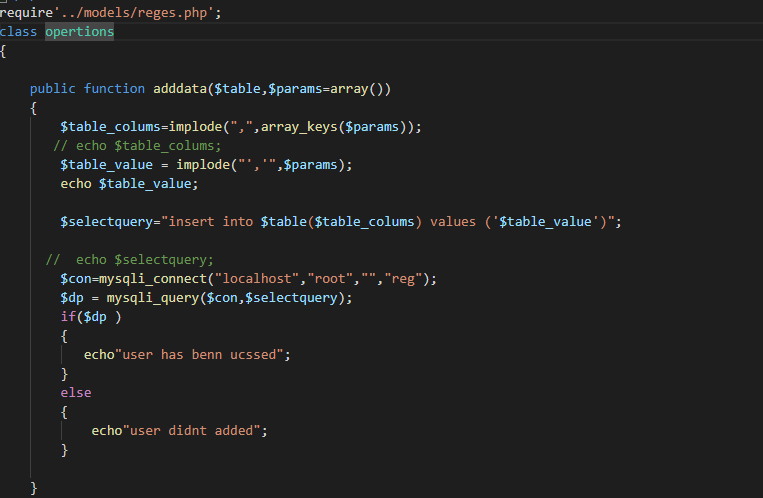 require'../models/reges.php';
class opertions
{
public function adddata($table,$params=array())
{
$table_colums=implode(",",array_keys($params));
// echo $table_colums;
$table_value = implode("','",$params);
echo $table_value;
$selectquery="insert into $table($table_colums) values ('$table_value')";
// echo $selectquery;
$con=mysqli_connect("localhost","root","","reg");
$dp = mysqli_query($con,$selectquery);
if($dp )
{
echo"user has benn ucssed";
}
else
{
echo"user didnt added";
}
}